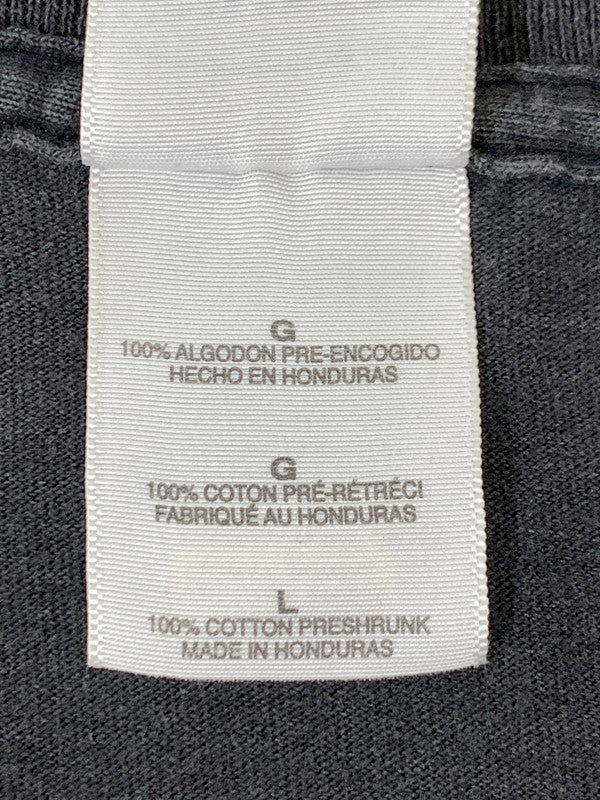 G
100% ALGODON PRE-ENCOGIDO
HECHO EN HONDURAS
G
100% COTON PRÉ-RÉTRÉCI
FABRIQUÉ AU HONDURAS
L
100% COTTON PRESHRUNK
MADE IN HONDURAS